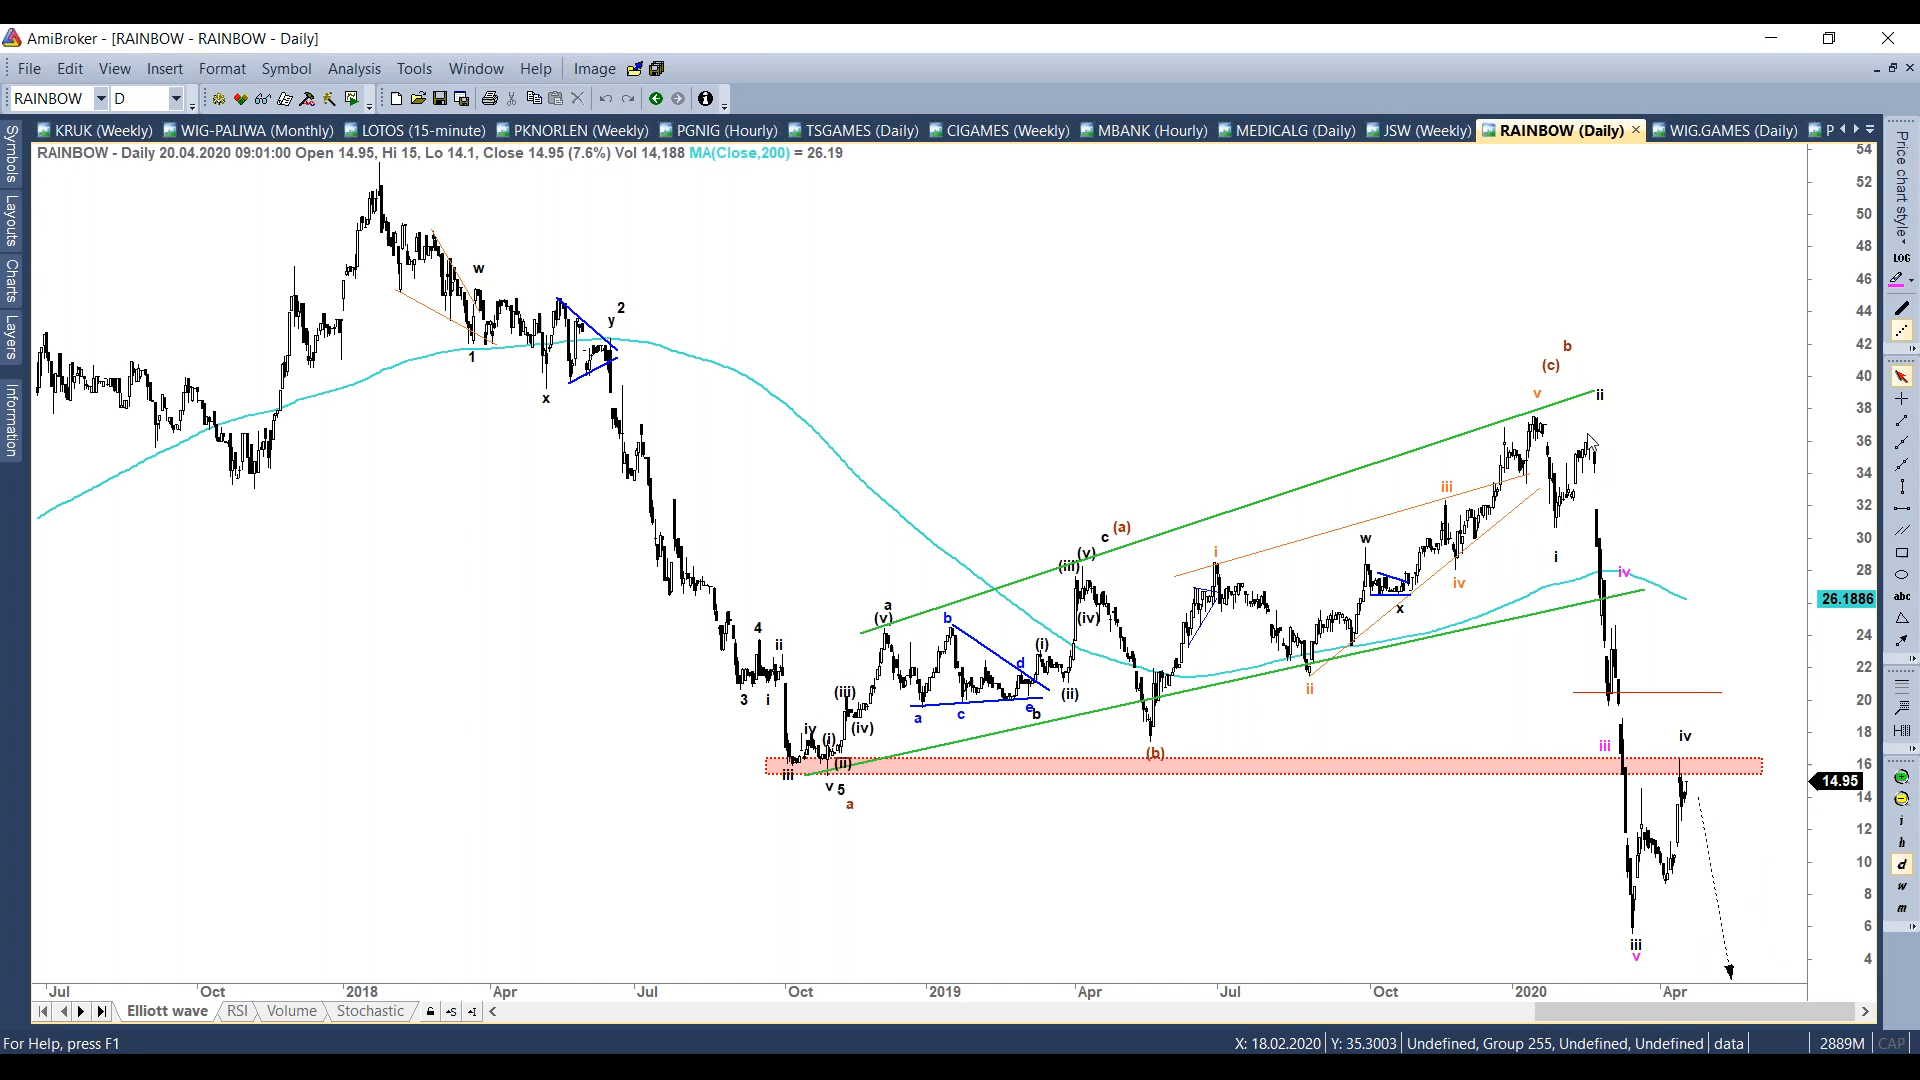 AmiBroker - [RAINBOW - RAINBOW - Daily]
File Edit View Insert Format Symbol Analysis Tools Window Help Image
RAINBOW D
KRUK (Weekly) WIG-PALIWA (Monthly) LOTOS (15-minute) PKNORLEN (Weekly) PGNIG (Hourly) TSGAMES (Daily) CIGAMES (Weekly) MBANK (Hourly) MEDICALG (Daily) JSW (Weekly) RAINBOW (Daily) WIG.GAMES (Daily) P
RAINBOW - Daily 20.04.2020 09:01:00 Open 14.95, Hi 15, Lo 14.1, Close 14.95 (7.6%) Vol 14,188 MA(Close,200) = 26.19
Symbols
Layouts
Charts
Layers
Information
w
1
x
y
2
3
4
i
ii
iii
iv
v 5
a
(i)
(ii)
(iii)
(iv)
(v)
a
a
b
c
d
e
b
(i)
(ii)
(iii)
(iv)
(v)
c
(a)
(b)
i
ii
iii
iv
v
w
x
(c)
b
i
ii
iii
iv
iii
v
iv
54
52
50
48
46
44
42
40
38
36
34
32
30
28
26.1886
24
22
20
18
16
14.95
14
12
10
8
6
4
Jul Oct 2018 Apr Jul Oct 2019 Apr Jul Oct 2020 Apr
Price chart style
LOG
abc
i
h
d
w
m
Elliott wave RSI Volume Stochastic
S I
For Help, press F1
X: 18.02.2020 Y: 35.3003 Undefined, Group 255, Undefined, Undefined data 2889M CAP